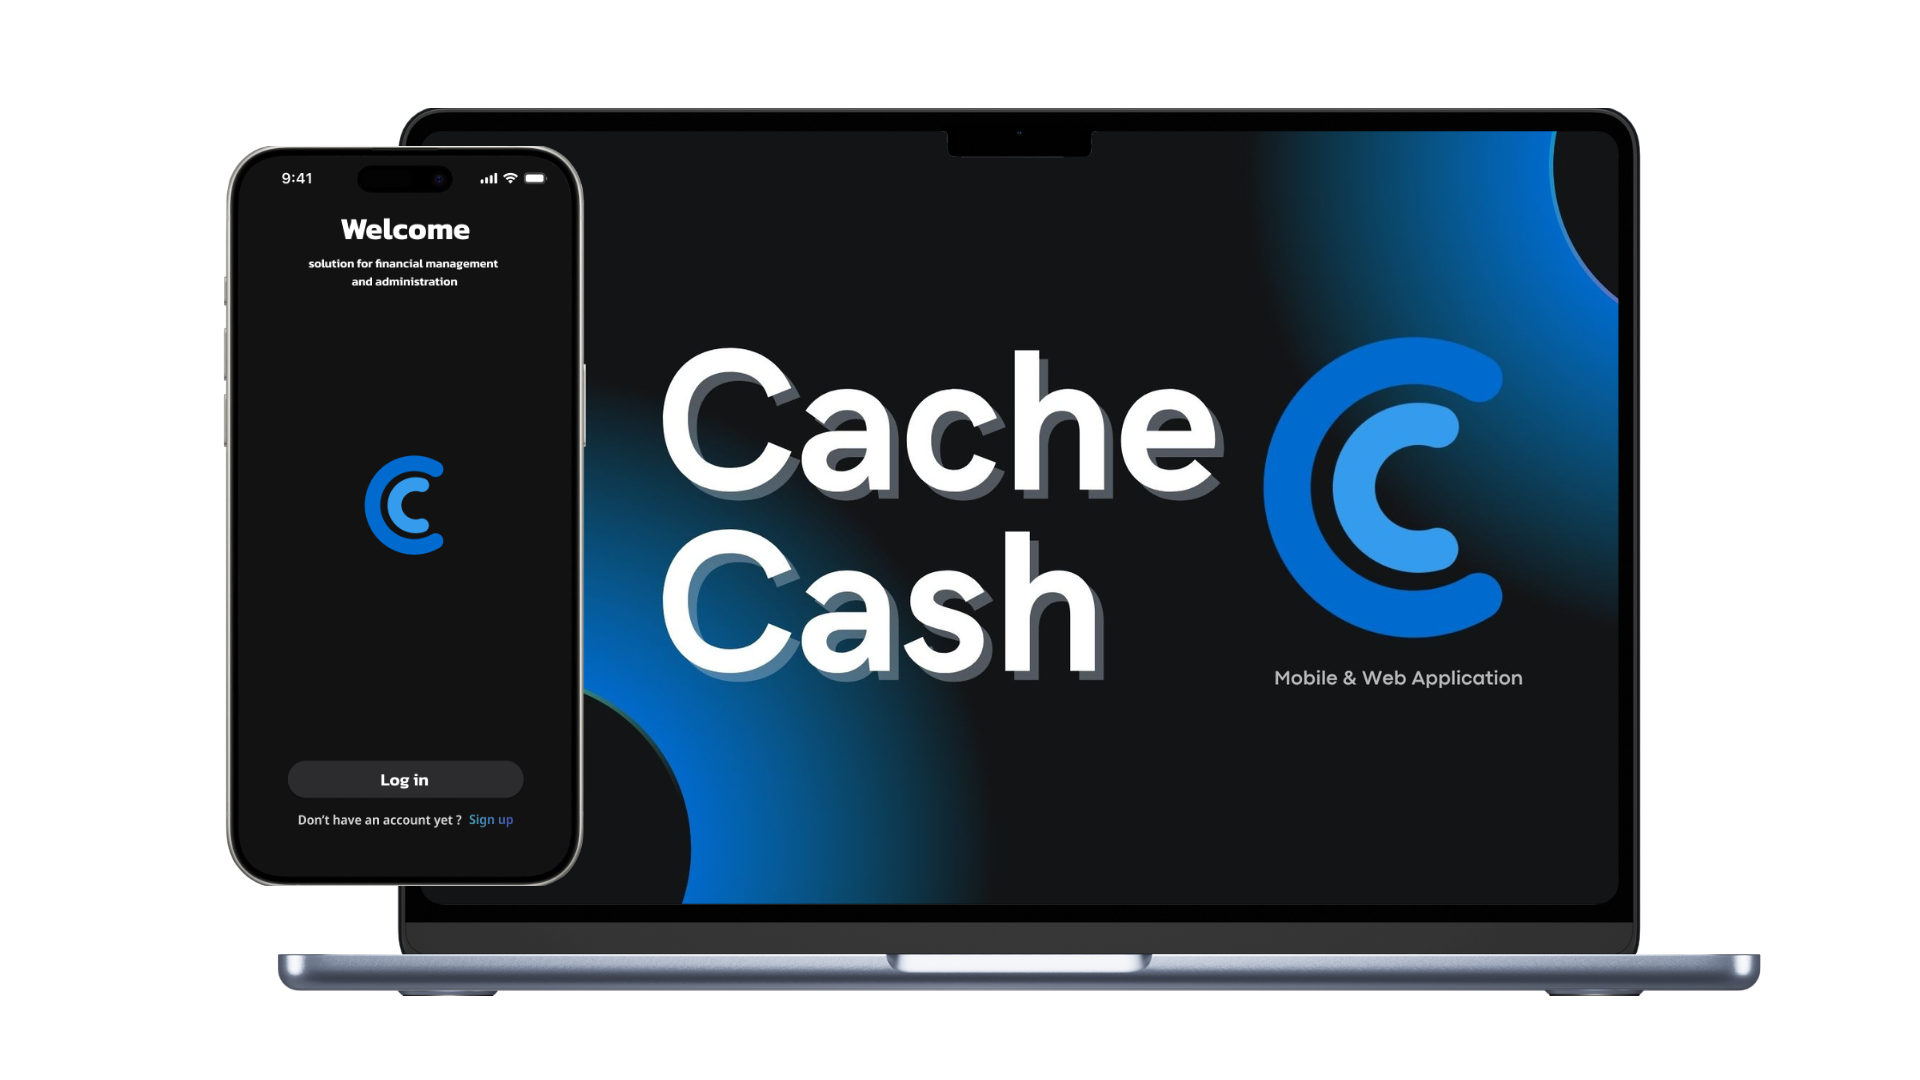 9:41
Welcome
solution for financial management
and administration
Log in
Don't have an account yet ? Sign up
Cache
Cash
Mobile & Web Application